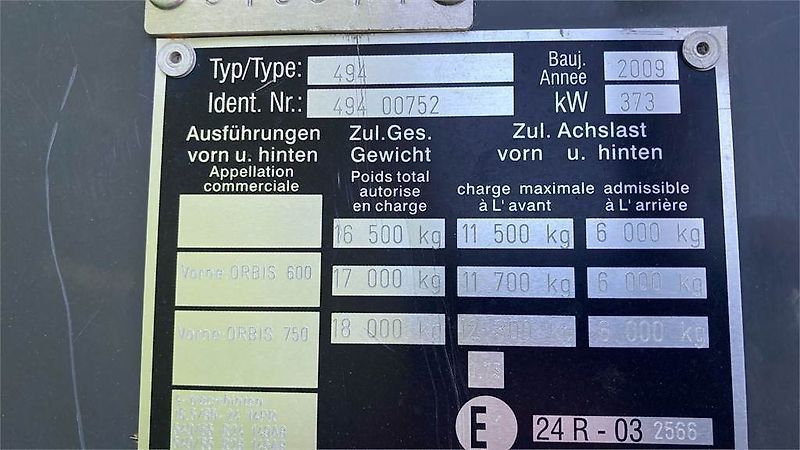 Typ/Type: 494 Bauj. Annee 2009
Ident. Nr.: 494 00752 kW 373
Ausführungen vorn u. hinten
Appellation commerciale
Zul.Ges. Gewicht
Poids total autorise en charge
Zul. Achslast vorn u. hinten
charge maximale admissible
à L' avant à L' arrière
16 500 kg 11 500 kg 6 000 kg
Vorne ORBIS 600 17 000 kg 11 700 kg 6 000 kg
Vorne ORBIS 750 18 000 kg 6 000 kg
E 24 R - 03 2566